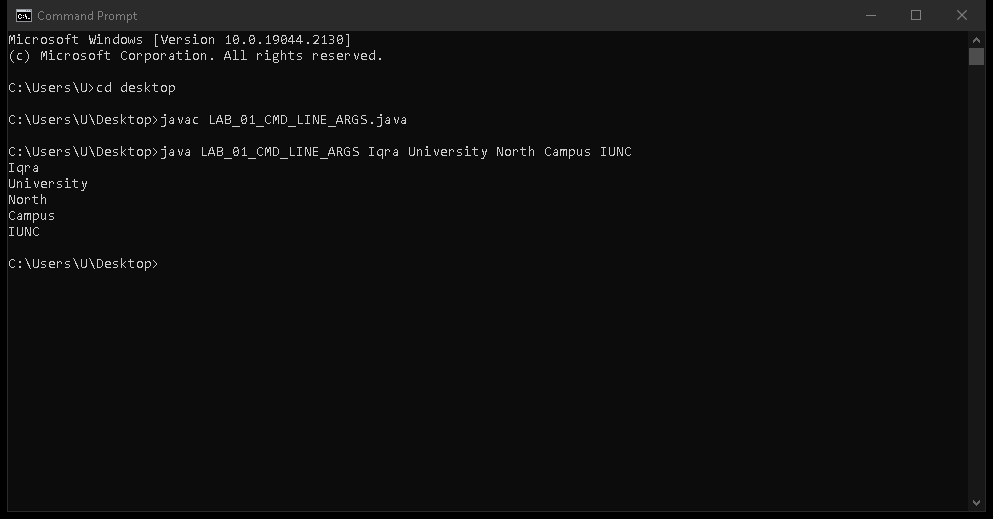 Command Prompt
Microsoft Windows [Version 10.0.19044.2130]
(c) Microsoft Corporation. All rights reserved.
C:\Users\U>cd desktop
C:\Users\U\Desktop>javac LAB_01_CMD_LINE_ARGS.java
C:\Users\U\Desktop>java LAB_01_CMD_LINE_ARGS Iqra University North Campus IUNC
Iqra
University
North
Campus
IUNC
C:\Users\U\Desktop>